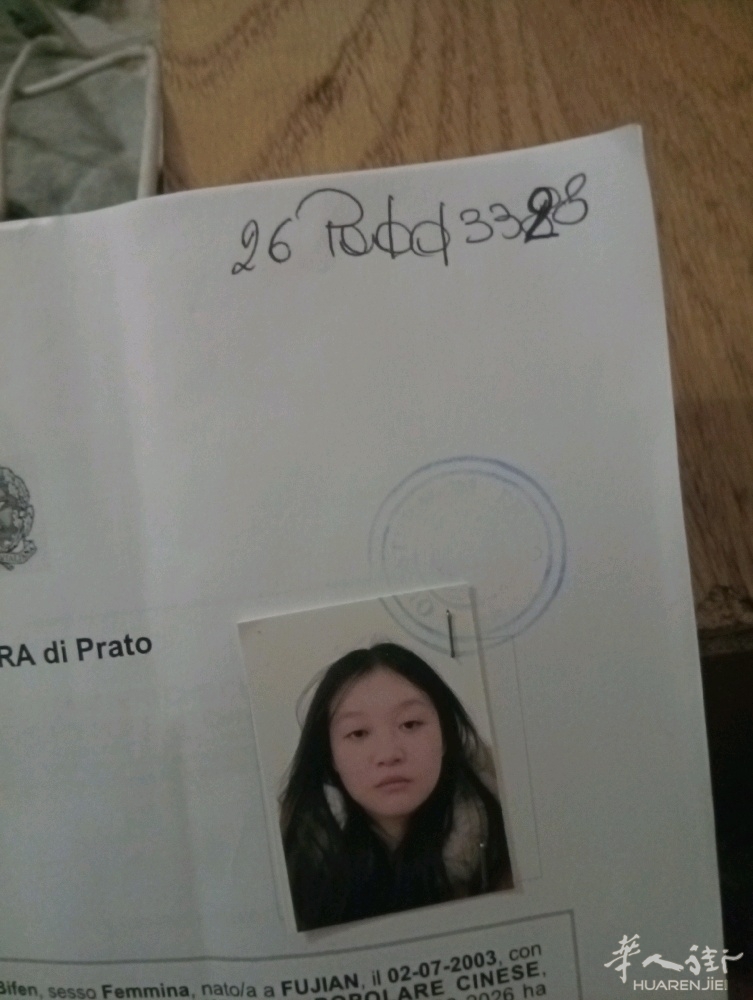 26
RA di Prato
Bifen, sesso Femmina, nato/a a FUJIAN, il 02-07-2003, con
POPOLARE CINESE,
2026 ha
華人街
HUARENJIE